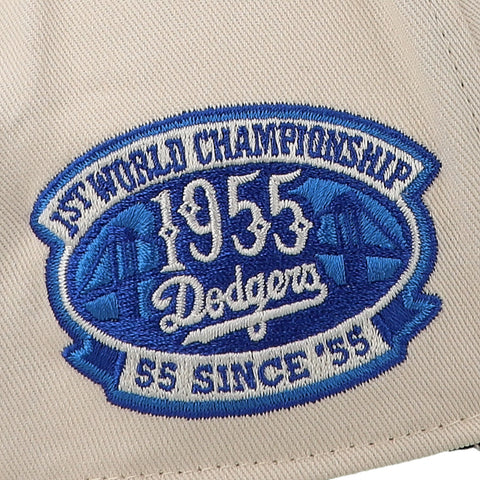 1ST WORLD CHAMPIONSHIP
1955
Dodgers
55 SINCE '55